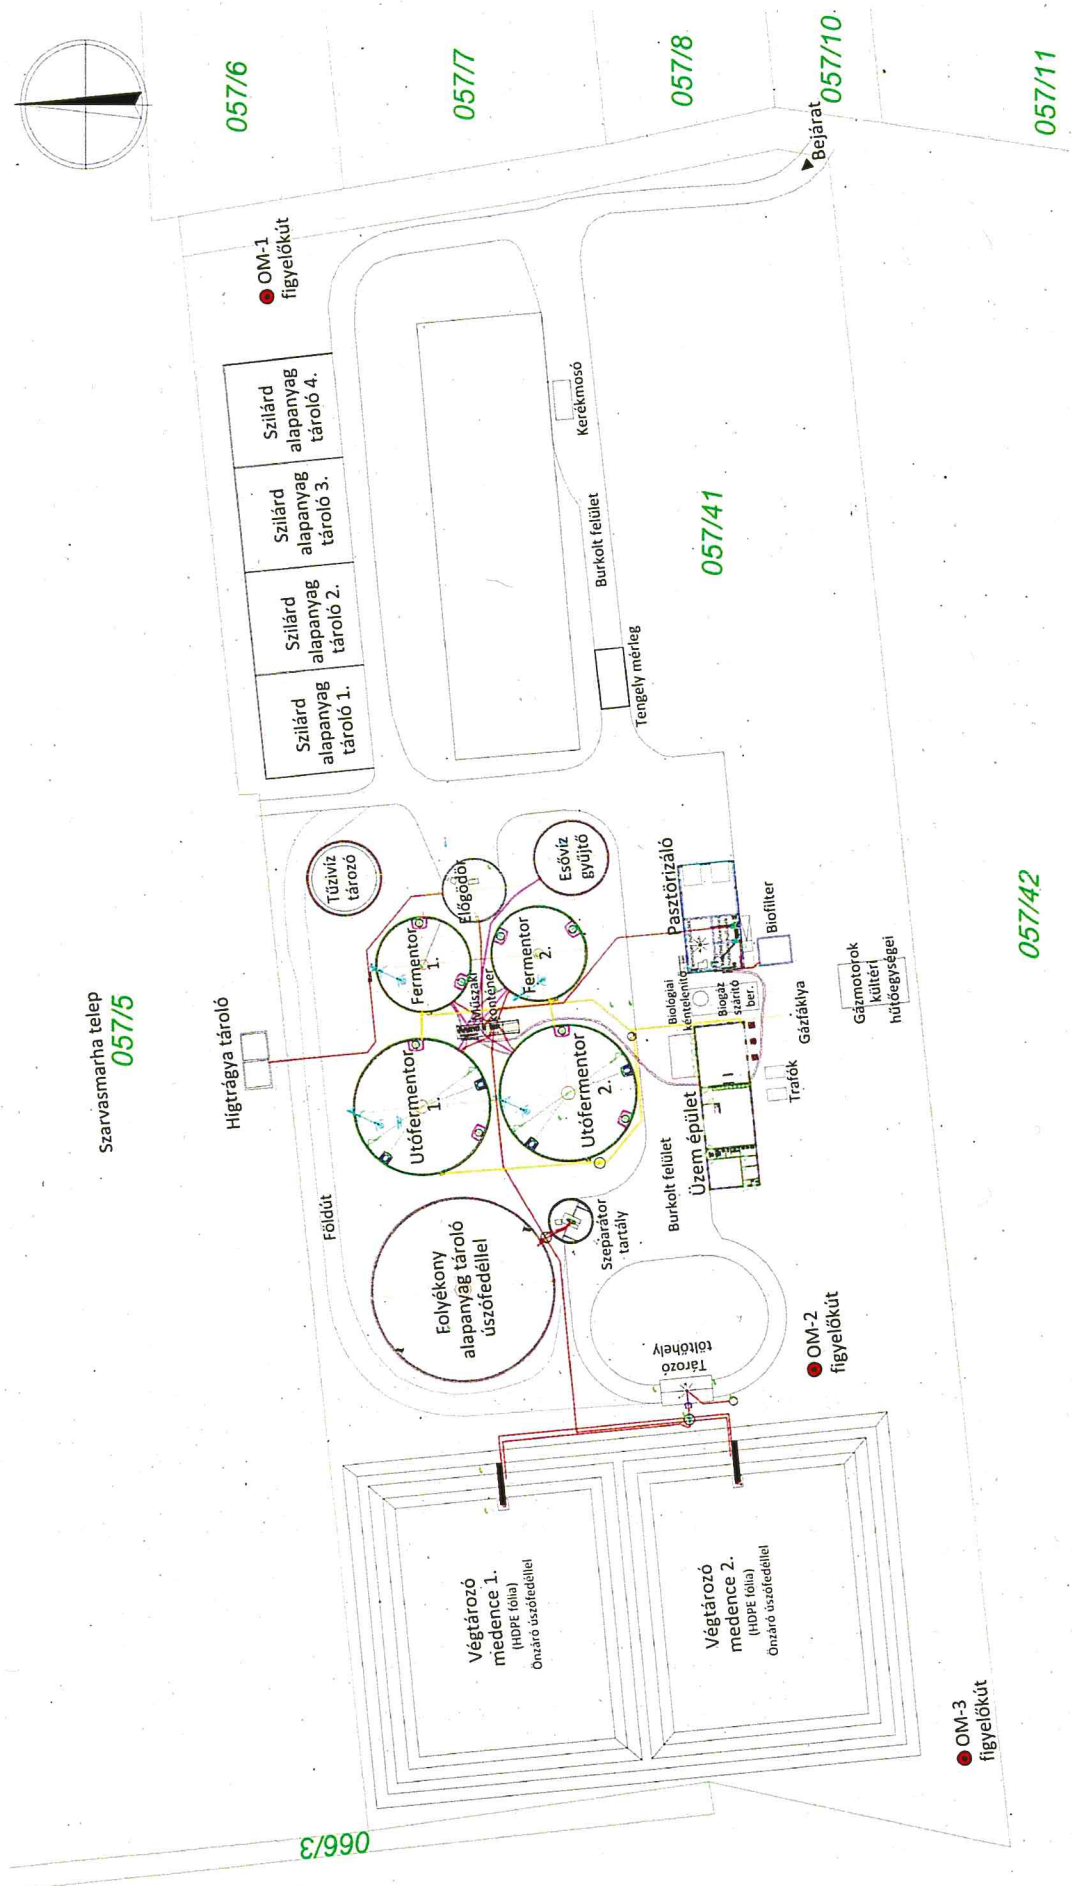 057/6
057/7
057/8
057/10
057/11
Bejárat
OM-1
figyelőkút
Szilárd
alapanyag
tároló 4.
Szilárd
alapanyag
tároló 3.
Szilárd
alapanyag
tároló 2.
Szilárd
alapanyag
tároló 1.
Kerékmosó
Burkolt felület
057/41
Tengely mérleg
Szarvasmarha telep
057/5
Hígtrágya tároló
Tüzivíz
tározó
Előgödör
Esővíz
gyűjtő
Fermentor
1.
Műszaki
konténer
Fermentor
2.
Utófermentor
1.
Utófermentor
2.
Pasztörizáló
Biofilter
Biologiai
kéntelenítő
Biogáz
szárító
ber.
Gázfáklya
Gázmotorok
kültéri
hűtőegységei
057/42
Trafók
Üzem épület
Burkolt felület
Földút
Folyékony
alapanyag tároló
úszófedéllel
Szeparátor
tartály
Tározo
töltőhely
OM-2
figyelőkút
Végtározó
medence 1.
(HDPE fólia)
Önzáró úszófedéllel
Végtározó
medence 2.
(HDPE fólia)
Önzáró úszófedéllel
OM-3
figyelőkút
066/3